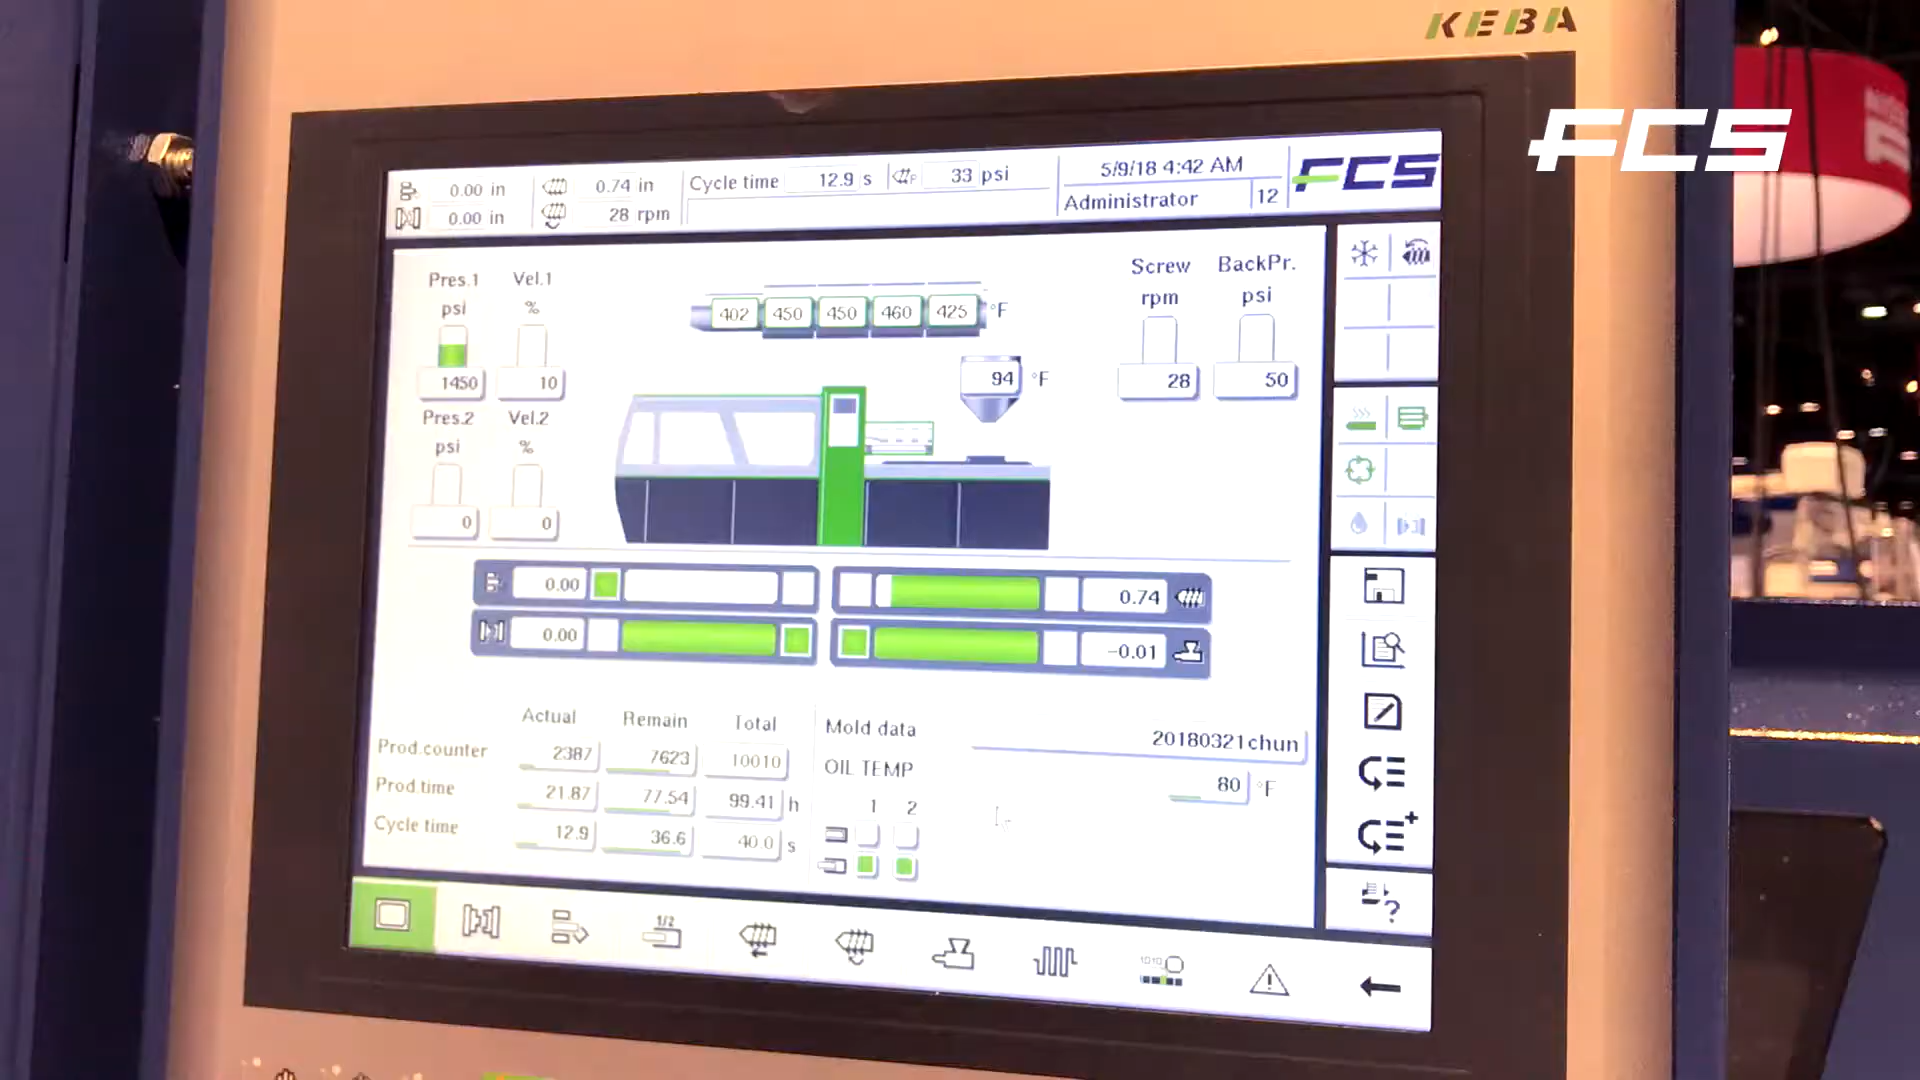 KEBA
FCS
0.00 in
0.74 in
Cycle time 12.9 s
33 psi
5/9/18 4:42 AM
FCS
0.00 in
28 rpm
Administrator 12
Pres.1 Vel.1
psi %
1450 10
Pres.2 Vel.2
psi %
0 0
402 450 450 460 425 °F
94 °F
Screw BackPr.
rpm psi
28 50
0.00
0.74
0.00
-0.01
Actual Remain Total
Prod.counter 2387 7623 10010
Prod.time 21.87 77.54 99.41 h
Cycle time 12.9 36.6 40.0 s
Mold data 20180321chun
OIL TEMP 80 °F
1 2
1/2
1010
?